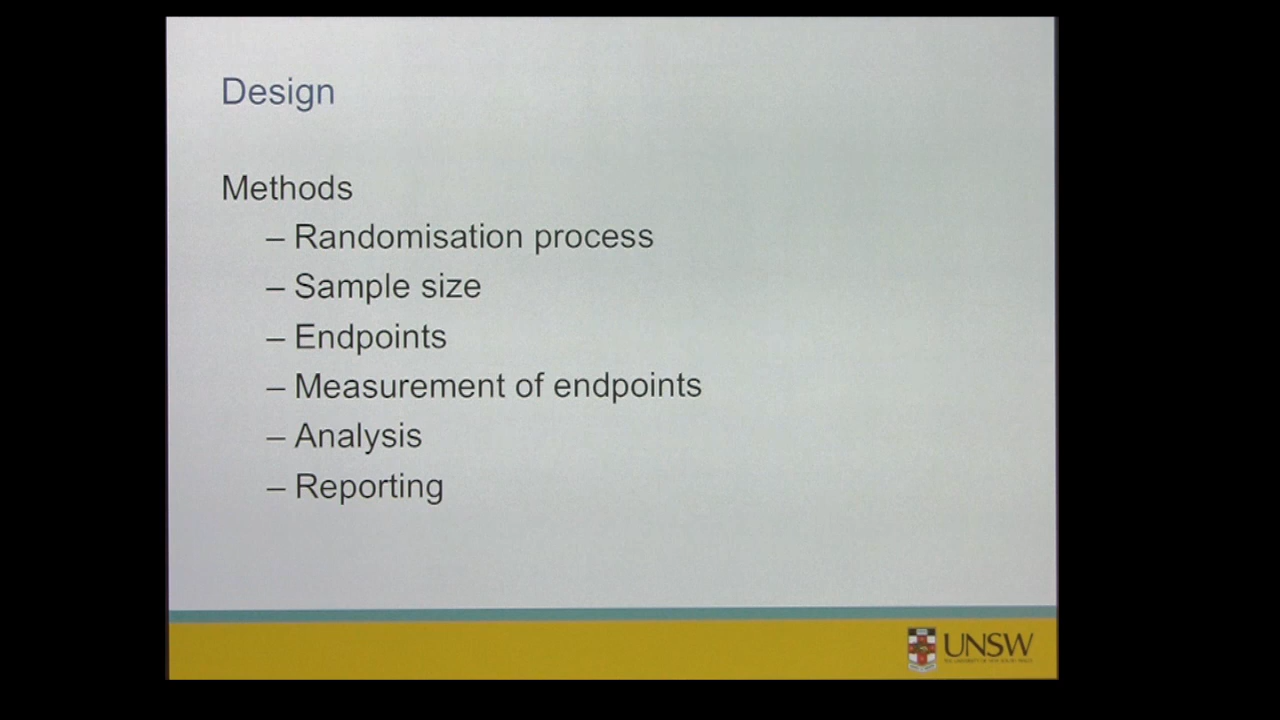 Design
Methods
– Randomisation process
– Sample size
– Endpoints
– Measurement of endpoints
– Analysis
– Reporting
UNSW